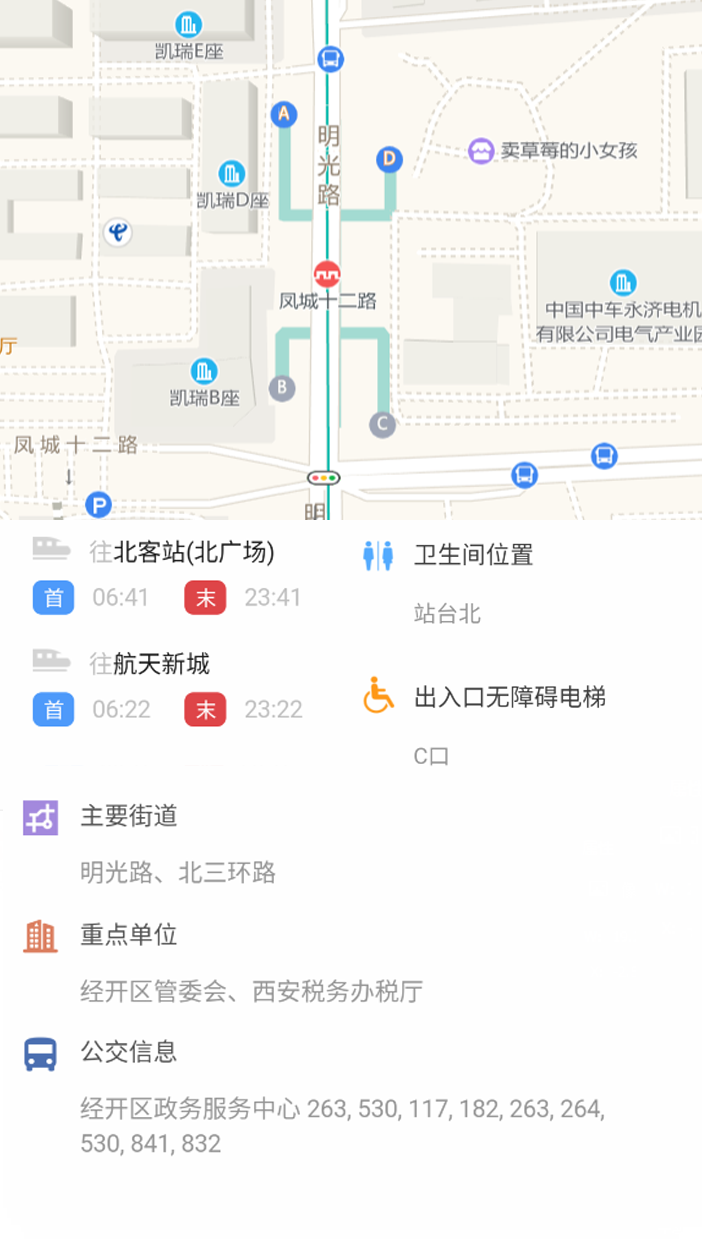 凯瑞E座
A
明光路
D
卖草莓的小女孩
凯瑞D座
凤城十二路
中国中车永济电机
有限公司电气产业园
厅
凯瑞B座
B
C
凤城十二路
P
明
往北客站(北广场)
首 06:41 末 23:41
卫生间位置
站台北
往航天新城
首 06:22 末 23:22
出入口无障碍电梯
C口
主要街道
明光路、北三环路
重点单位
经开区管委会、西安税务办税厅
公交信息
经开区政务服务中心 263, 530, 117, 182, 263, 264,
530, 841, 832